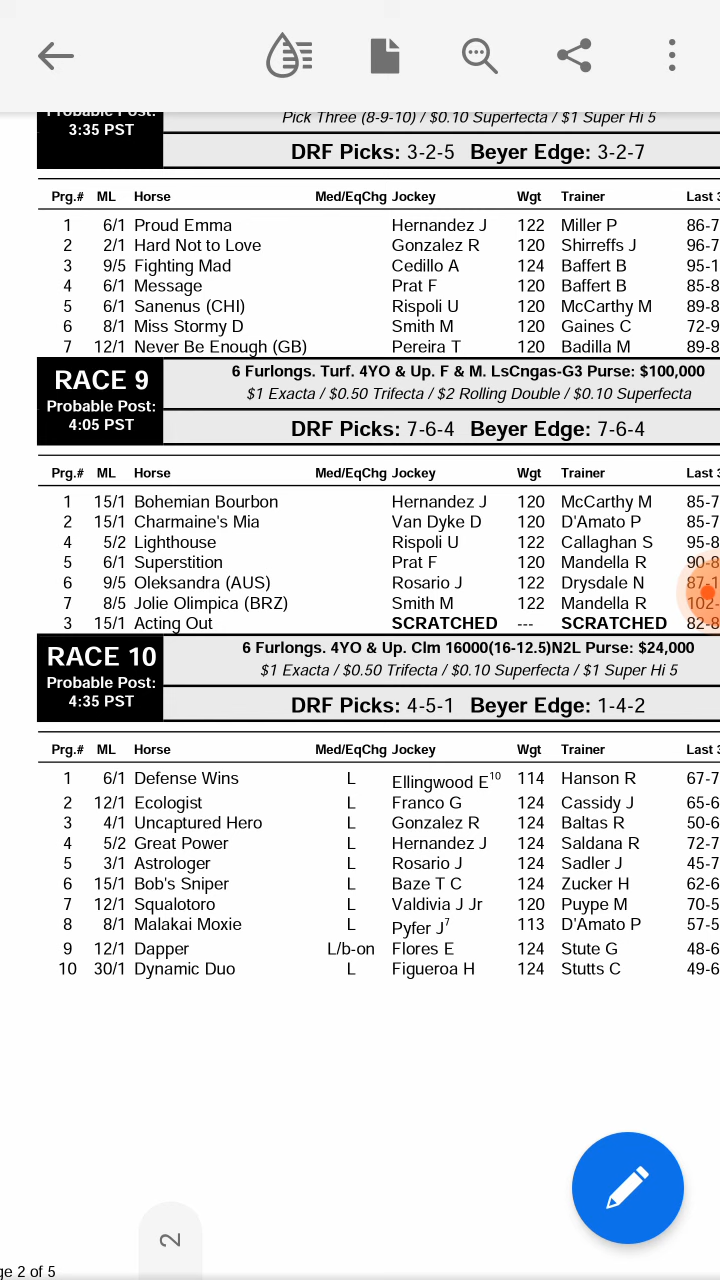 Probable Post:
3:35 PST
Pick Three (8-9-10) / $0.10 Superfecta / $1 Super Hi 5
DRF Picks: 3-2-5 Beyer Edge: 3-2-7
Prg.# ML Horse Med/EqChg Jockey Wgt Trainer Last 3
1 6/1 Proud Emma Hernandez J 122 Miller P 86-7
2 2/1 Hard Not to Love Gonzalez R 120 Shirreffs J 96-7
3 9/5 Fighting Mad Cedillo A 124 Baffert B 95-1
4 6/1 Message Prat F 120 Baffert B 85-8
5 6/1 Sanenus (CHI) Rispoli U 120 McCarthy M 89-8
6 8/1 Miss Stormy D Smith M 120 Gaines C 72-9
7 12/1 Never Be Enough (GB) Pereira T 120 Badilla M 89-8
RACE 9
Probable Post:
4:05 PST
6 Furlongs. Turf. 4YO & Up. F & M. LsCngas-G3 Purse: $100,000
$1 Exacta / $0.50 Trifecta / $2 Rolling Double / $0.10 Superfecta
DRF Picks: 7-6-4 Beyer Edge: 7-6-4
Prg.# ML Horse Med/EqChg Jockey Wgt Trainer Last 3
1 15/1 Bohemian Bourbon Hernandez J 120 McCarthy M 85-7
2 15/1 Charmaine's Mia Van Dyke D 120 D'Amato P 85-7
4 5/2 Lighthouse Rispoli U 122 Callaghan S 95-8
5 6/1 Superstition Prat F 120 Mandella R 90-8
6 9/5 Oleksandra (AUS) Rosario J 122 Drysdale N 87-1
7 8/5 Jolie Olimpica (BRZ) Smith M 122 Mandella R 102-
3 15/1 Acting Out SCRATCHED --- SCRATCHED 82-8
RACE 10
Probable Post:
4:35 PST
6 Furlongs. 4YO & Up. Clm 16000(16-12.5)N2L Purse: $24,000
$1 Exacta / $0.50 Trifecta / $0.10 Superfecta / $1 Super Hi 5
DRF Picks: 4-5-1 Beyer Edge: 1-4-2
Prg.# ML Horse Med/EqChg Jockey Wgt Trainer Last 3
1 6/1 Defense Wins L Ellingwood E10 114 Hanson R 67-7
2 12/1 Ecologist L Franco G 124 Cassidy J 65-6
3 4/1 Uncaptured Hero L Gonzalez R 124 Baltas R 50-6
4 5/2 Great Power L Hernandez J 124 Saldana R 72-7
5 3/1 Astrologer L Rosario J 124 Sadler J 45-7
6 15/1 Bob's Sniper L Baze T C 124 Zucker H 62-6
7 12/1 Squalotoro L Valdivia J Jr 120 Puype M 70-5
8 8/1 Malakai Moxie L Pyfer J7 113 D'Amato P 57-5
9 12/1 Dapper L/b-on Flores E 124 Stute G 48-6
10 30/1 Dynamic Duo L Figueroa H 124 Stutts C 49-6
2
ge 2 of 5